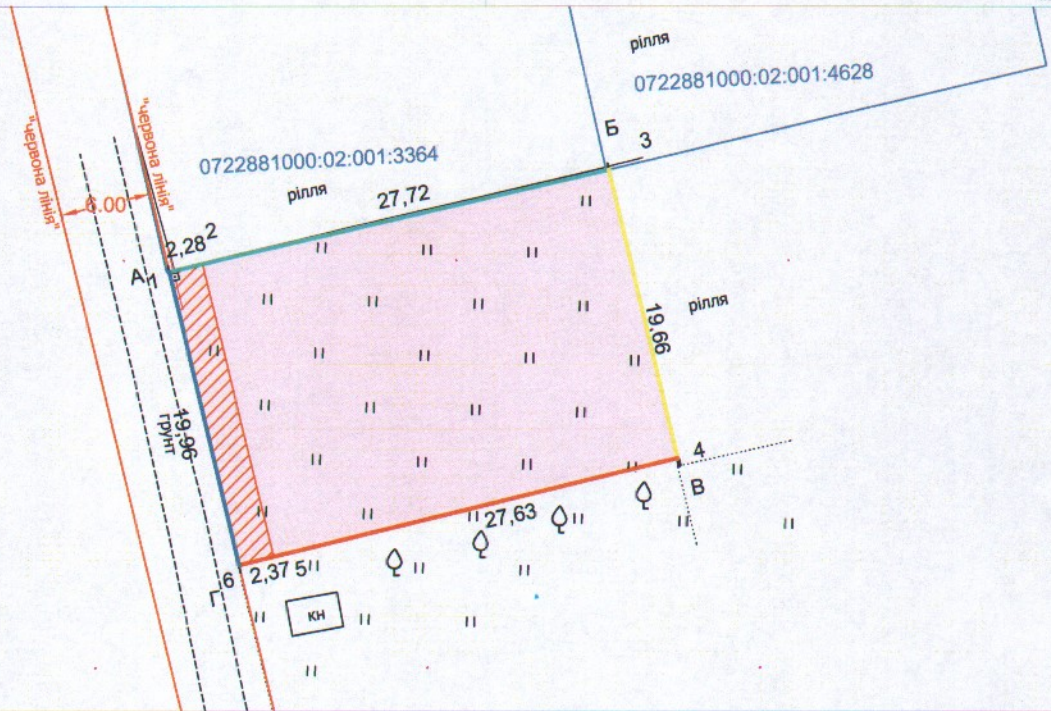 рілля
0722881000:02:001:4628
"червона лінія"
"червона лінія"
Б
3
0722881000:02:001:3364
рілля
27,72
6.00
2,28
2
А
1
рілля
19,66
19,96
грунт
4
В
27,63
6
2,37
5
Г
кн